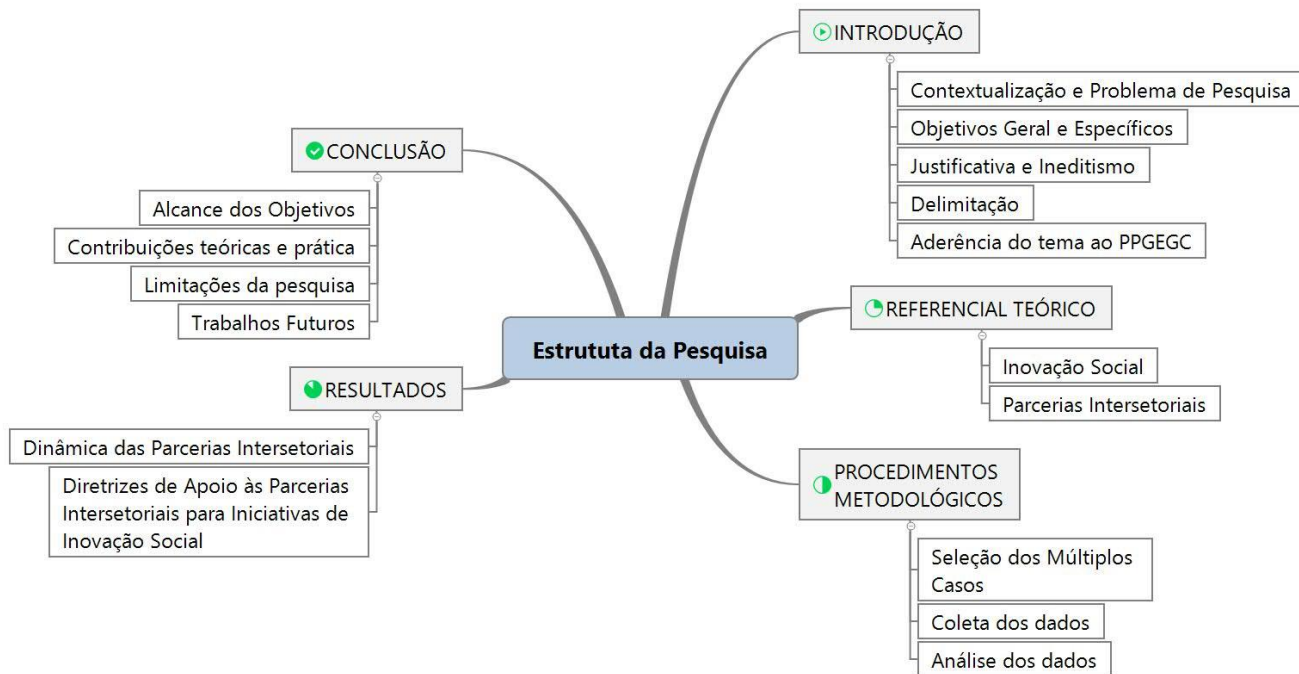 Estrututa da Pesquisa
INTRODUÇÃO
Contextualização e Problema de Pesquisa
Objetivos Geral e Específicos
Justificativa e Ineditismo
Delimitação
Aderência do tema ao PPGEGC
REFERENCIAL TEÓRICO
Inovação Social
Parcerias Intersetoriais
PROCEDIMENTOS
METODOLÓGICOS
Seleção dos Múltiplos
Casos
Coleta dos dados
Análise dos dados
RESULTADOS
Dinâmica das Parcerias Intersetoriais
Diretrizes de Apoio às Parcerias
Intersetoriais para Iniciativas de
Inovação Social
CONCLUSÃO
Alcance dos Objetivos
Contribuições teóricas e prática
Limitações da pesquisa
Trabalhos Futuros